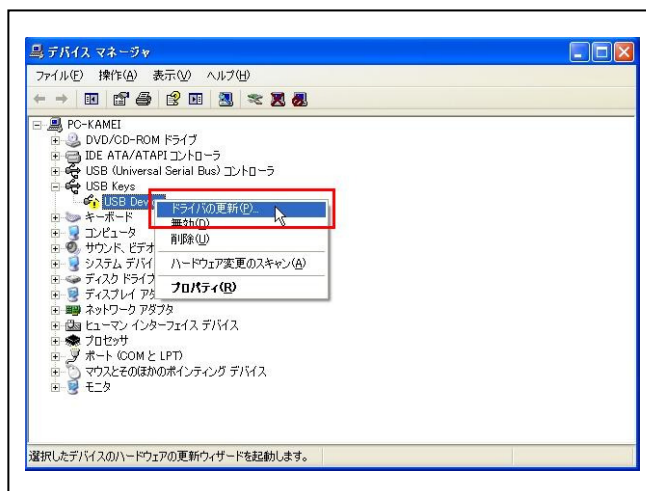 デバイス マネージャ
ファイル(F) 操作(A) 表示(V) ヘルプ(H)
PC-KAMEI
DVD/CD-ROM ドライブ
IDE ATA/ATAPI コントローラ
USB (Universal Serial Bus) コントローラ
USB Keys
USB Dev
キーボード
コンピュータ
サウンド、ビデオ
システム デバイ
ディスク ドライブ
ディスプレイ アダ
ネットワーク アダプタ
ヒューマン インターフェイス デバイス
プロセッサ
ポート (COM と LPT)
マウスとそのほかのポインティング デバイス
モニタ
ドライバの更新(P)...
無効(D)
削除(U)
ハードウェア変更のスキャン(A)
プロパティ(R)
選択したデバイスのハードウェアの更新ウィザードを起動します。